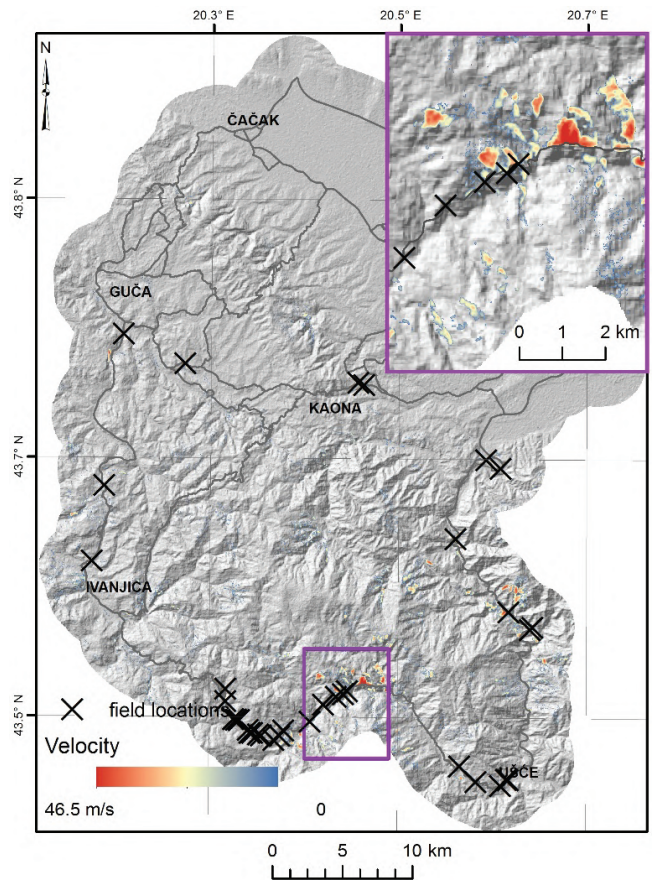 20.3° E 20.5° E 20.7° E
N
ČAČAK
43.8° N
GUČA
0 1 2 km
KAONA
43.7° N
IVANJICA
43.5° N
field locations
Velocity
UŠĆE
46.5 m/s 0
0 5 10 km